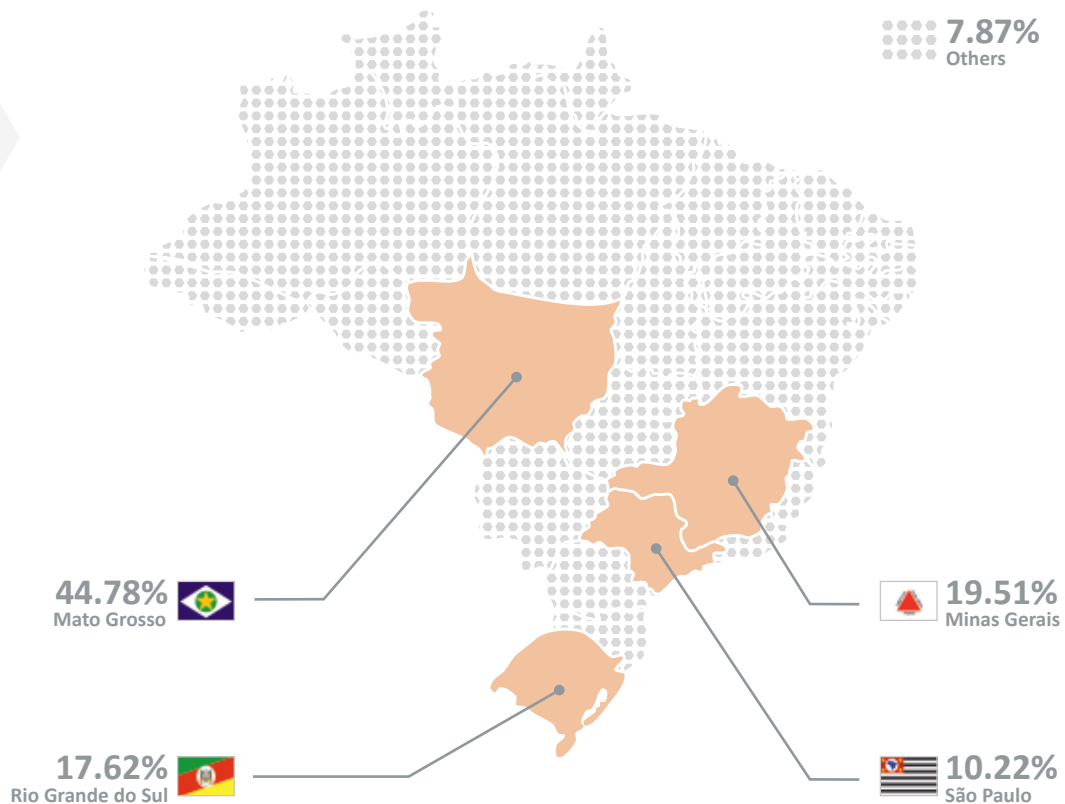 7.87%
Others
44.78%
Mato Grosso
19.51%
Minas Gerais
17.62%
Rio Grande do Sul
10.22%
São Paulo